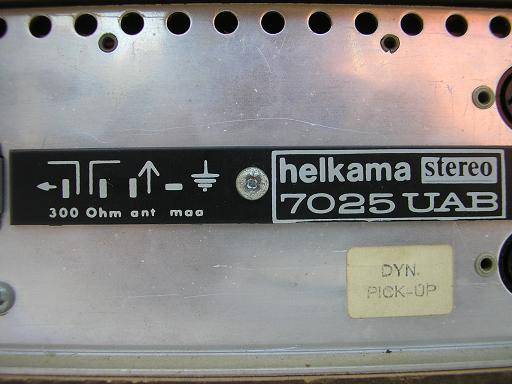 helkama stereo
7025 UAB
300 Ohm ant maa
DYN.
PICK-UP